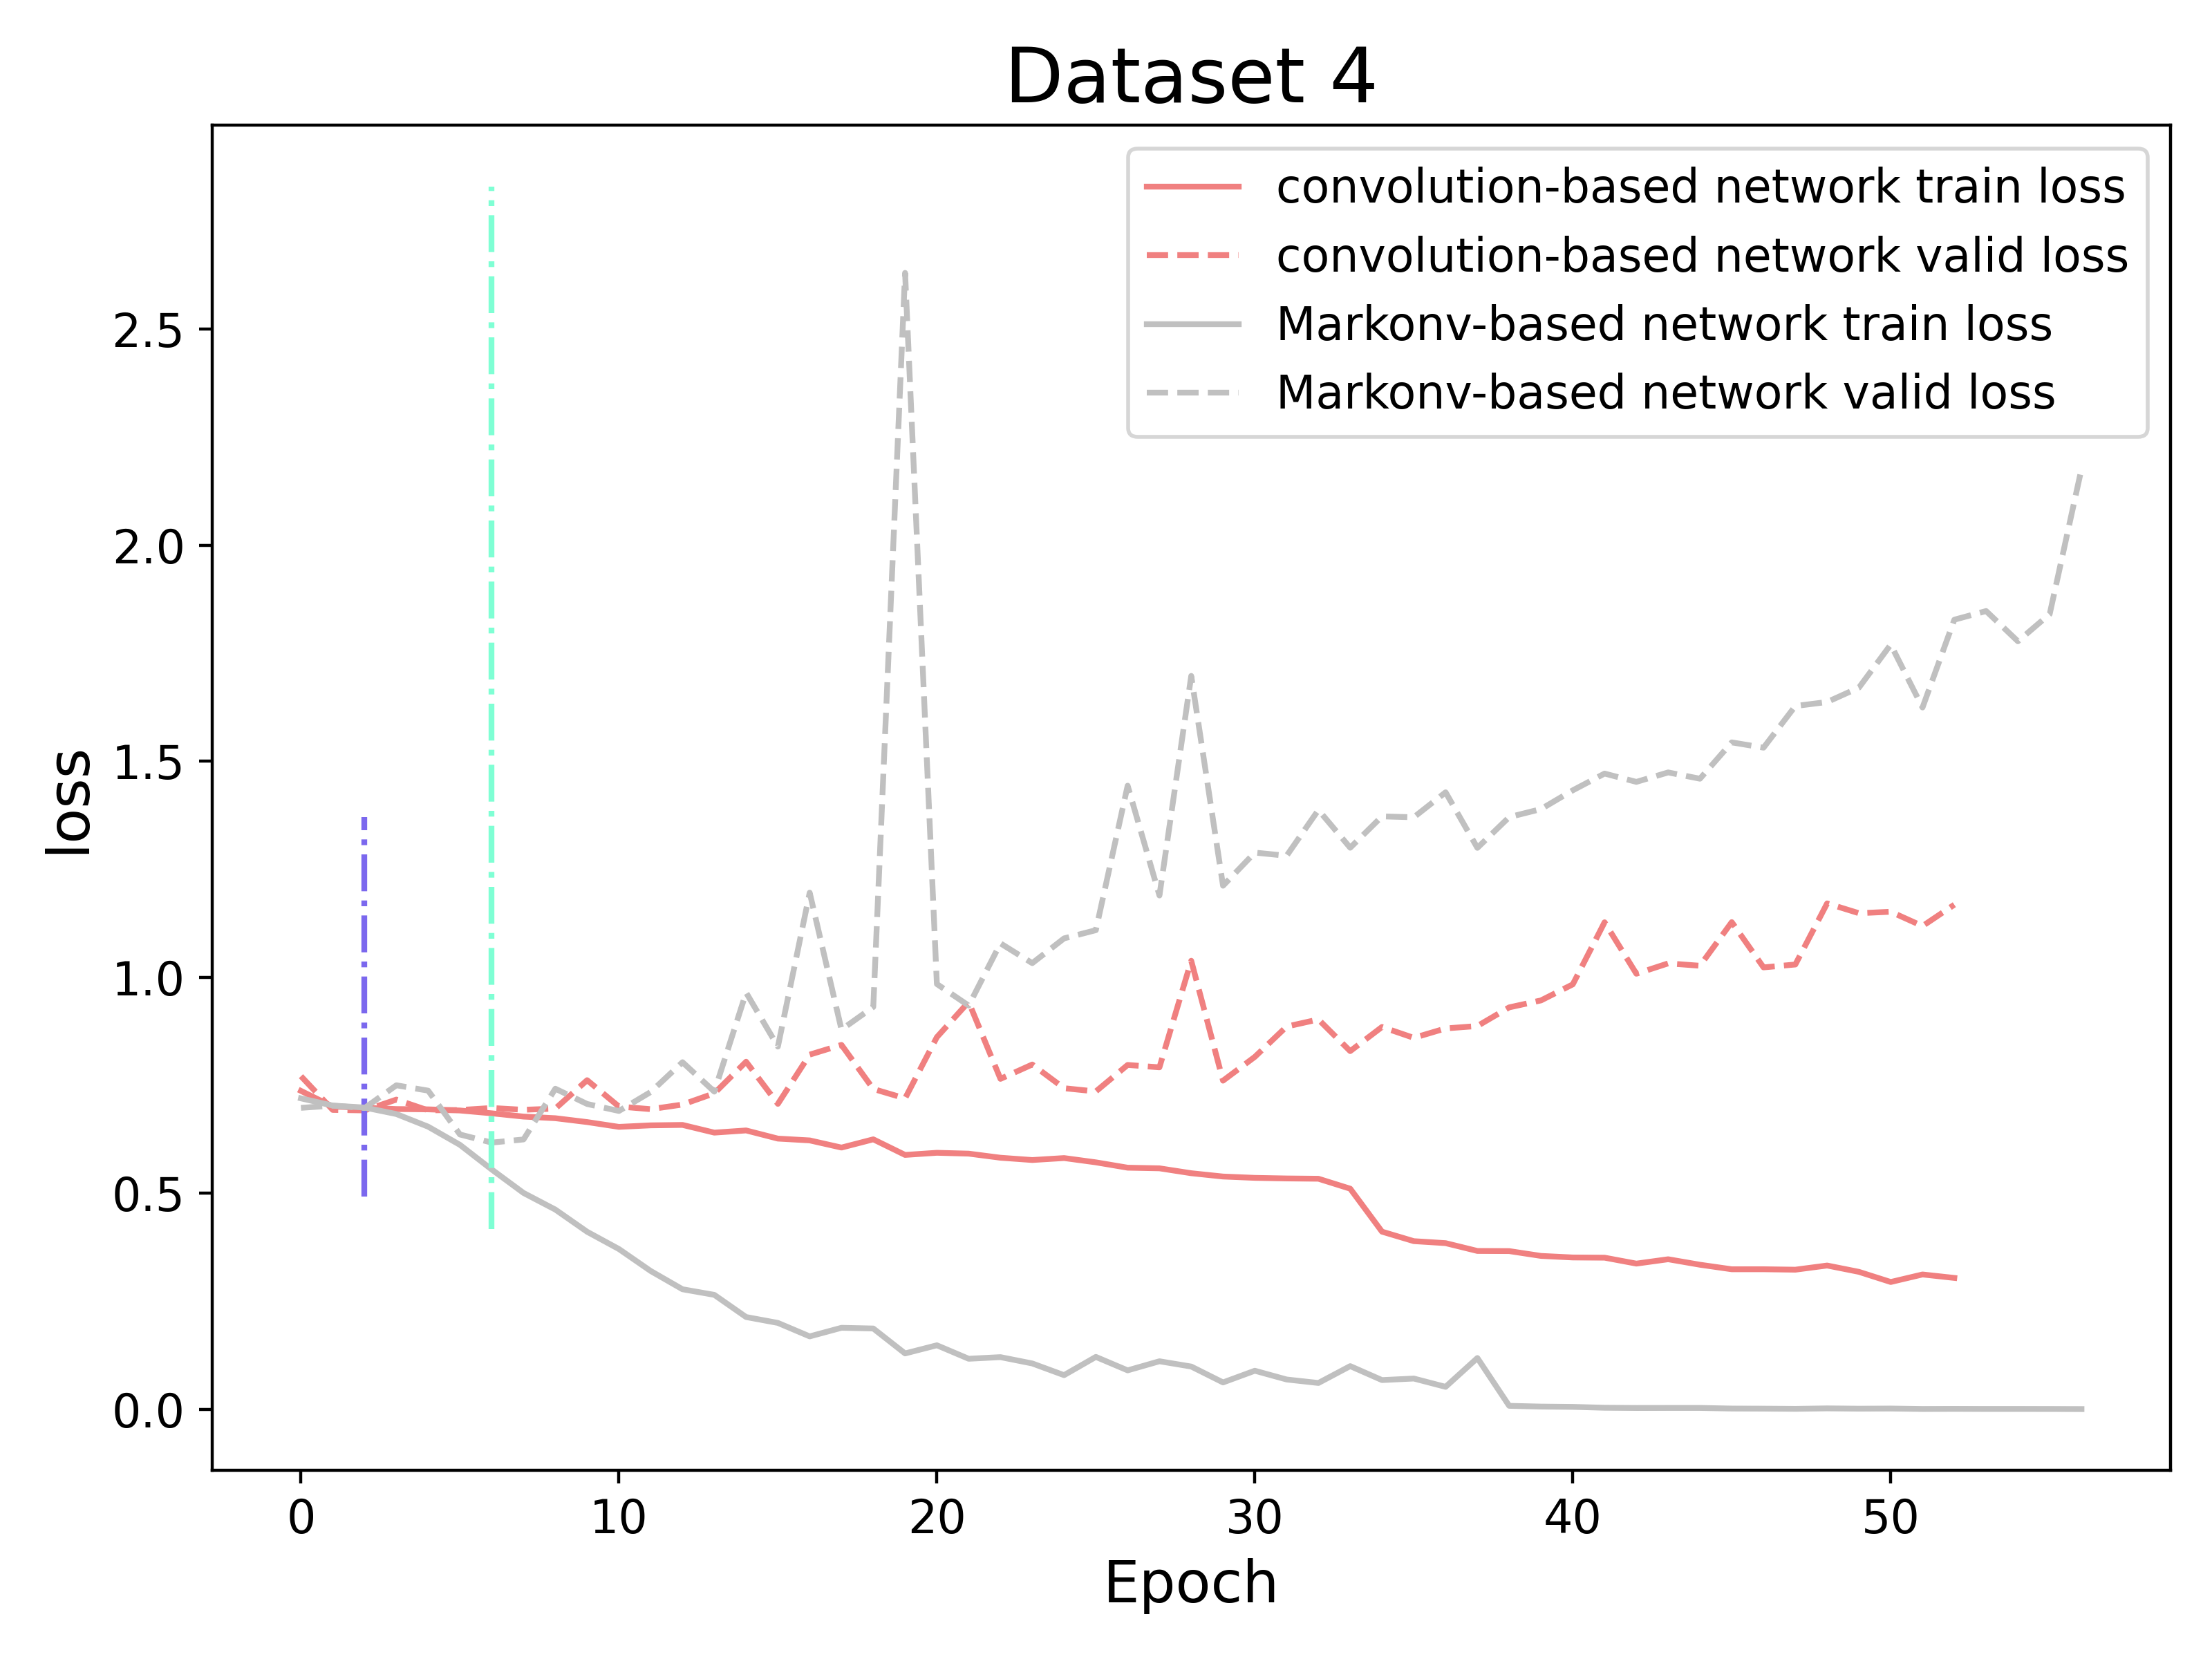 Dataset 4
convolution-based network train loss
convolution-based network valid loss
Markonv-based network train loss
Markonv-based network valid loss
loss
2.5
2.0
1.5
1.0
0.5
0.0
0 10 20 30 40 50
Epoch